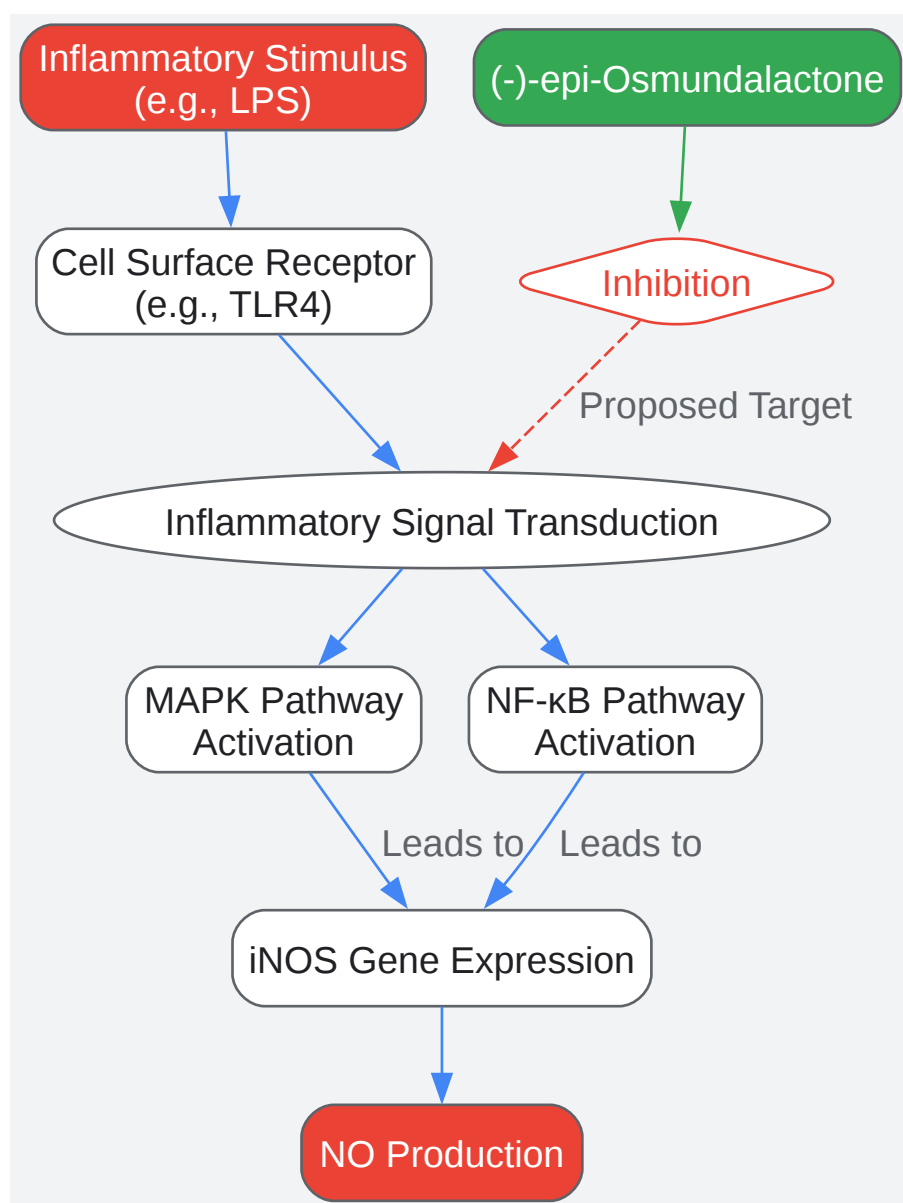 Inflammatory Stimulus
(e.g., LPS)
(-)-epi-Osmundalactone
Cell Surface Receptor
(e.g., TLR4)
Inhibition
Proposed Target
Inflammatory Signal Transduction
MAPK Pathway
Activation
NF-κB Pathway
Activation
Leads to
Leads to
iNOS Gene Expression
NO Production